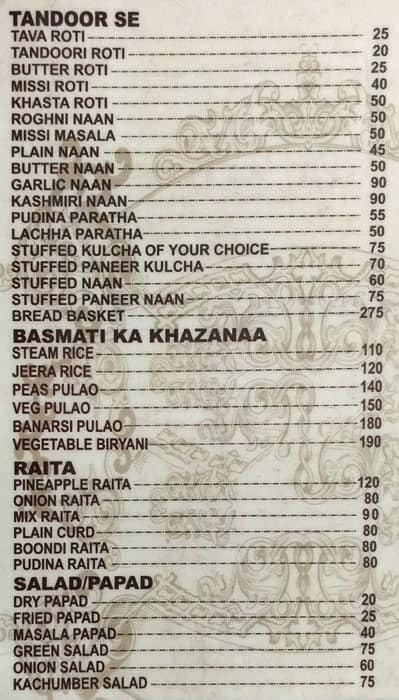 TANDOOR SE
TAVA ROTI 25
TANDOORI ROTI 20
BUTTER ROTI 25
MISSI ROTI 40
KHASTA ROTI 50
ROGHNI NAAN 50
MISSI MASALA 50
PLAIN NAAN 45
BUTTER NAAN 50
GARLIC NAAN 90
KASHMIRI NAAN 90
PUDINA PARATHA 55
LACHHA PARATHA 50
STUFFED KULCHA OF YOUR CHOICE 75
STUFFED PANEER KULCHA 70
STUFFED NAAN 60
STUFFED PANEER NAAN 75
BREAD BASKET 275
BASMATI KA KHAZANAA
STEAM RICE 110
JEERA RICE 120
PEAS PULAO 140
VEG PULAO 150
BANARSI PULAO 180
VEGETABLE BIRYANI 190
RAITA
PINEAPPLE RAITA 120
ONION RAITA 80
MIX RAITA 90
PLAIN CURD 80
BOONDI RAITA 80
PUDINA RAITA 80
SALAD/PAPAD
DRY PAPAD 20
FRIED PAPAD 25
MASALA PAPAD 40
GREEN SALAD 75
ONION SALAD 60
KACHUMBER SALAD 75